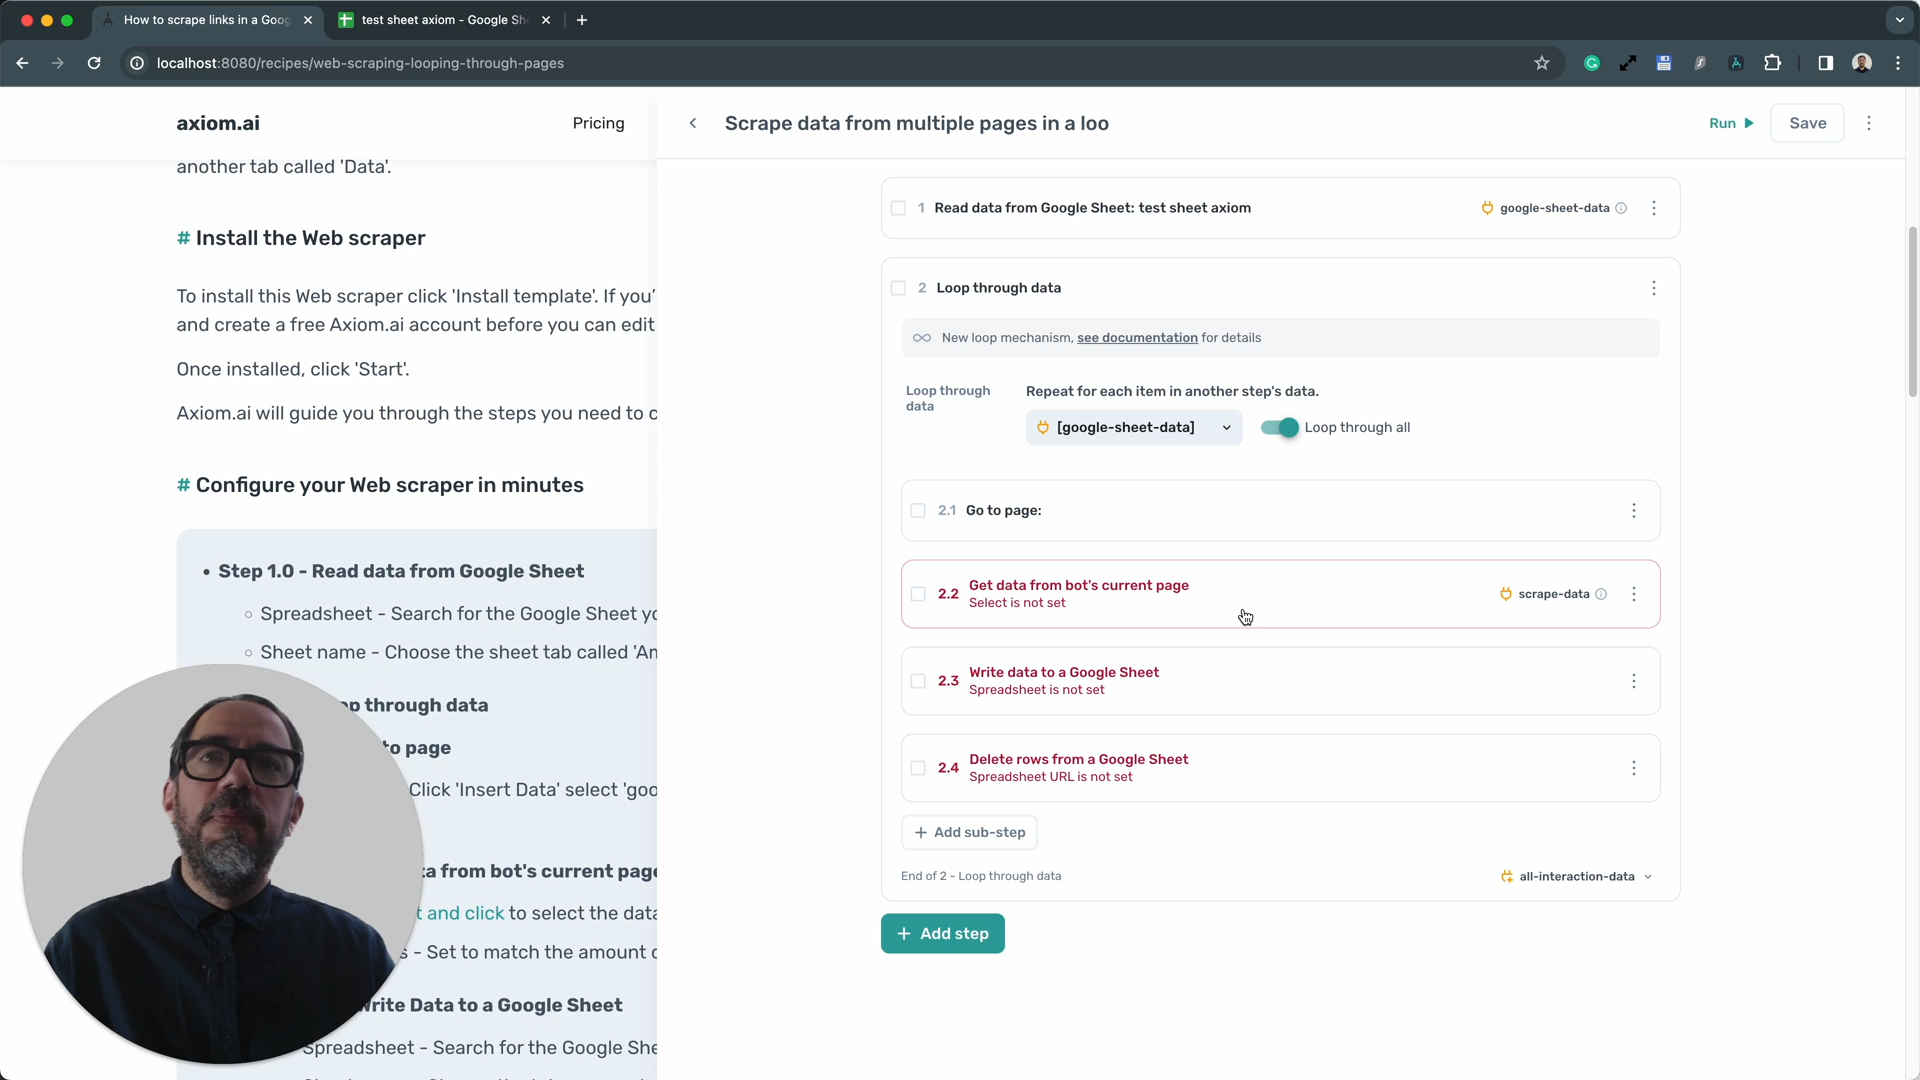 How to scrape links in a Goog
test sheet axiom - Google Sh
localhost:8080/recipes/web-scraping-looping-through-pages
axiom.ai
Pricing
another tab called 'Data'.
# Install the Web scraper
To install this Web scraper click 'Install template'. If you'
and create a free Axiom.ai account before you can edit
Once installed, click 'Start'.
Axiom.ai will guide you through the steps you need to c
# Configure your Web scraper in minutes
• Step 1.0 - Read data from Google Sheet
Spreadsheet - Search for the Google Sheet yo
Sheet name - Choose the sheet tab called 'Am
op through data
to page
Click 'Insert Data' select 'goo
ta from bot's current page
t and click to select the data
s - Set to match the amount o
Write Data to a Google Sheet
Spreadsheet - Search for the Google She
Scrape data from multiple pages in a loo
Run
Save
1 Read data from Google Sheet: test sheet axiom
google-sheet-data
2 Loop through data
New loop mechanism, see documentation for details
Loop through
data
Repeat for each item in another step's data.
[google-sheet-data]
Loop through all
2.1 Go to page:
2.2 Get data from bot's current page
Select is not set
scrape-data
2.3 Write data to a Google Sheet
Spreadsheet is not set
2.4 Delete rows from a Google Sheet
Spreadsheet URL is not set
+ Add sub-step
End of 2 - Loop through data
all-interaction-data
+ Add step